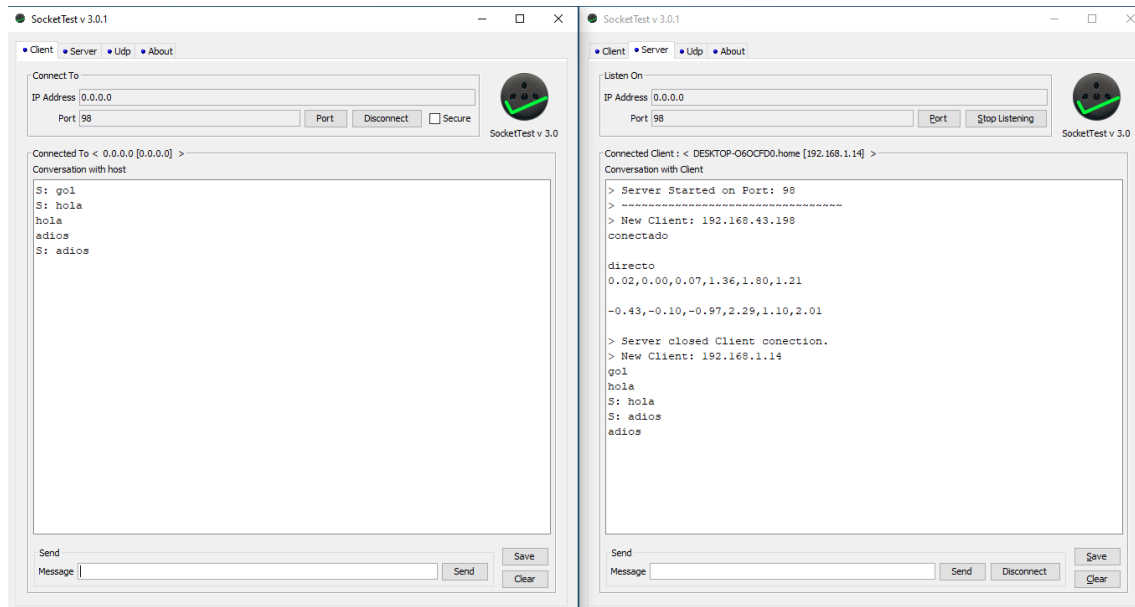 SocketTest v 3.0.1
Client Server Udp About
Connect To
IP Address 0.0.0.0
Port 98 Port Disconnect Secure
SocketTest v 3.0
Connected To < 0.0.0.0 [0.0.0.0] >
Conversation with host
S: gol
S: hola
hola
adios
S: adios
Send
Message Send
Save
Clear
SocketTest v 3.0.1
Client Server Udp About
Listen On
IP Address 0.0.0.0
Port 98 Port Stop Listening
SocketTest v 3.0
Connected Client : < DESKTOP-O6OCFD0.home [192.168.1.14] >
Conversation with Client
> Server Started on Port: 98
> ~~~~~~~~~~~~~~~~~~~~~~~~~~~~~~~~~
> New Client: 192.168.43.198
conectado
directo
0.02,0.00,0.07,1.36,1.80,1.21
-0.43,-0.10,-0.97,2.29,1.10,2.01
> Server closed Client conection.
> New Client: 192.168.1.14
gol
hola
S: hola
S: adios
adios
Send
Message Send Disconnect
Save
Clear